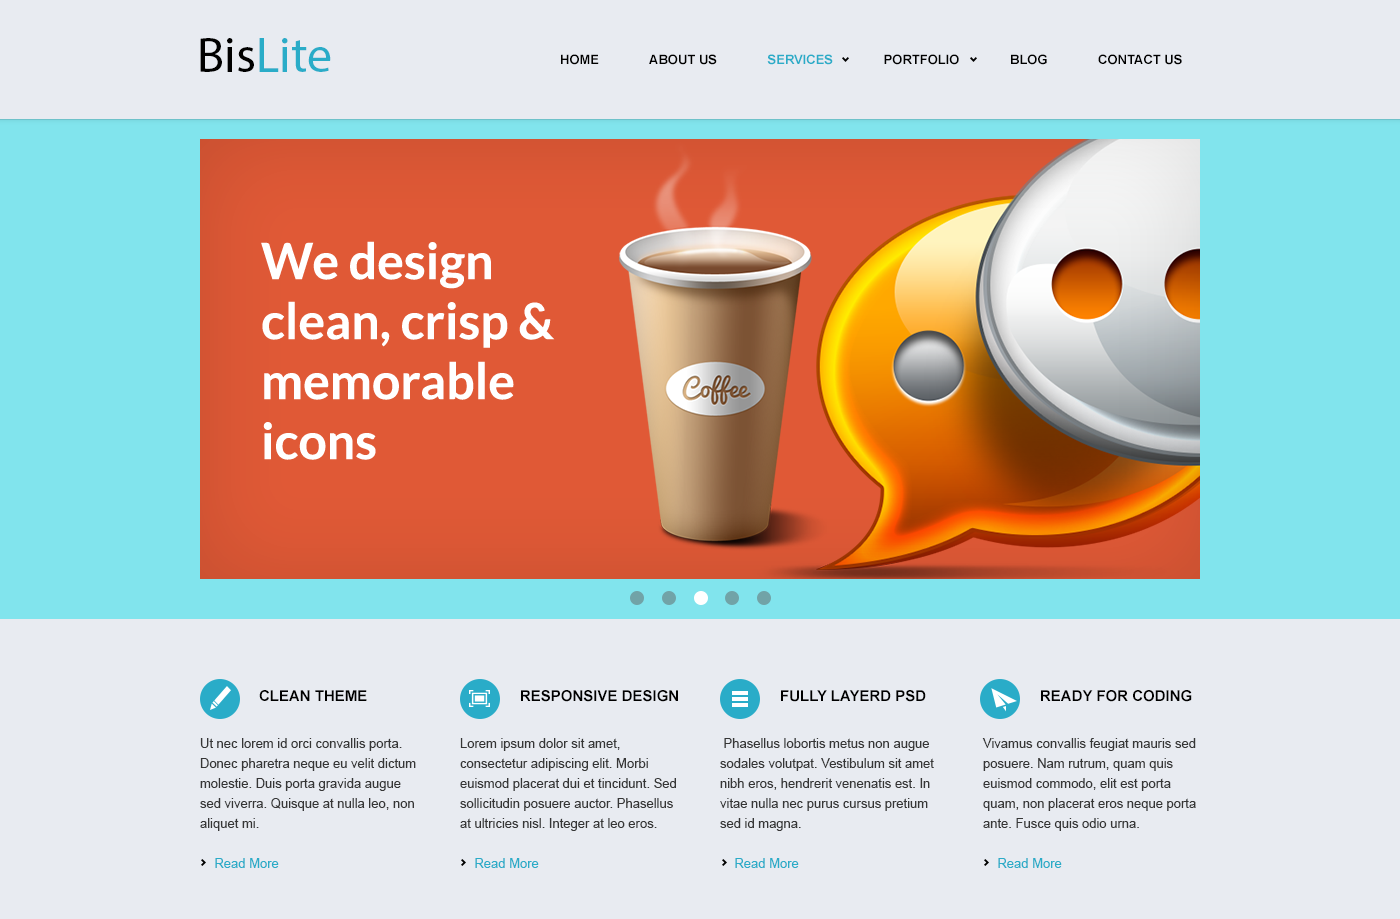 BisLite
HOME ABOUT US SERVICES PORTFOLIO BLOG CONTACT US
We design
clean, crisp &
memorable
icons
Coffee
CLEAN THEME
Ut nec lorem id orci convallis porta.
Donec pharetra neque eu velit dictum
molestie. Duis porta gravida augue
sed viverra. Quisque at nulla leo, non
aliquet mi.
Read More
RESPONSIVE DESIGN
Lorem ipsum dolor sit amet,
consectetur adipiscing elit. Morbi
euismod placerat dui et tincidunt. Sed
sollicitudin posuere auctor. Phasellus
at ultricies nisl. Integer at leo eros.
Read More
FULLY LAYERD PSD
Phasellus lobortis metus non augue
sodales volutpat. Vestibulum sit amet
nibh eros, hendrerit venenatis est. In
vitae nulla nec purus cursus pretium
sed id magna.
Read More
READY FOR CODING
Vivamus convallis feugiat mauris sed
posuere. Nam rutrum, quam quis
euismod commodo, elit est porta
quam, non placerat eros neque porta
ante. Fusce quis odio urna.
Read More